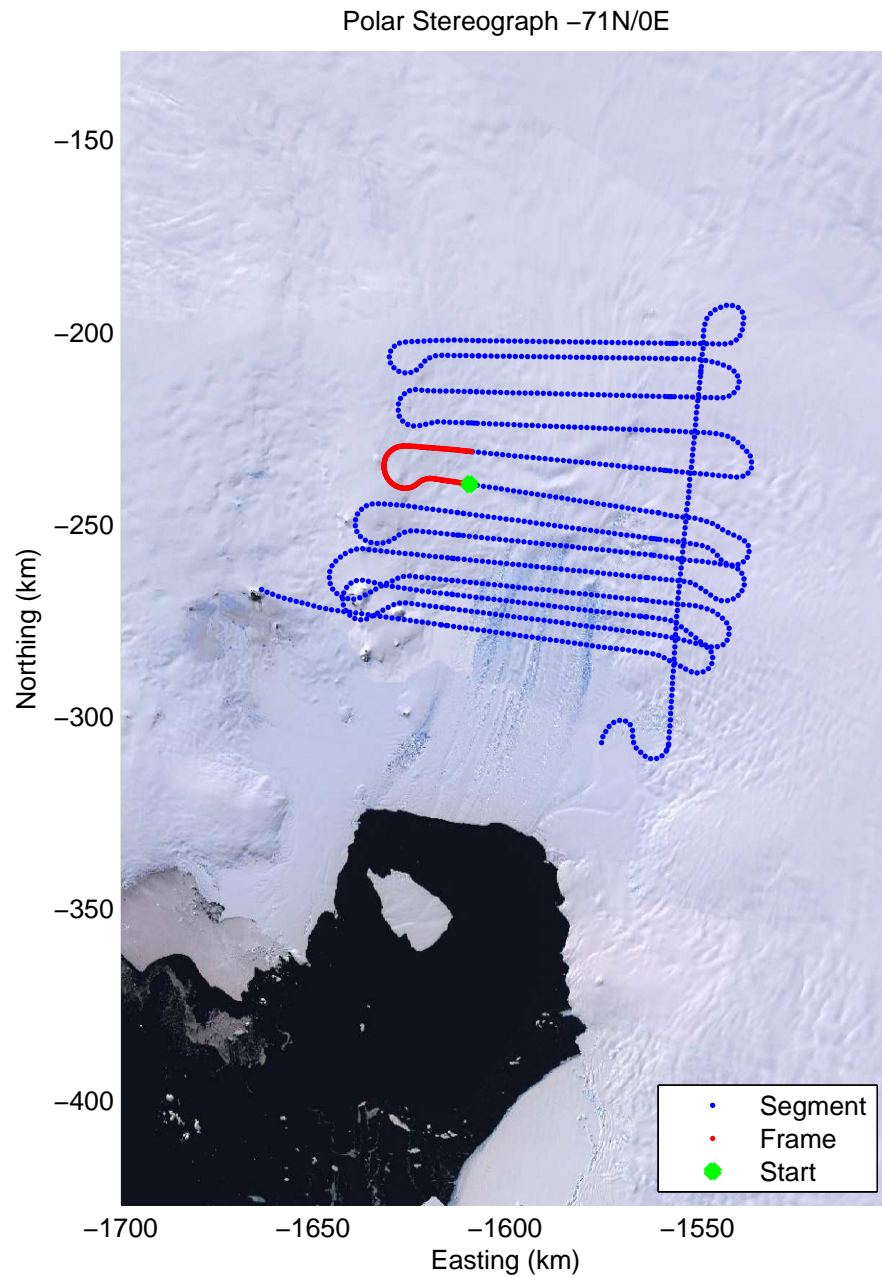 Polar Stereograph −71N/0E
−150
−200
−250
−300
−350
−400
Northing (km)
−1700
−1650
−1600
−1550
Easting (km)
Segment
Frame
Start